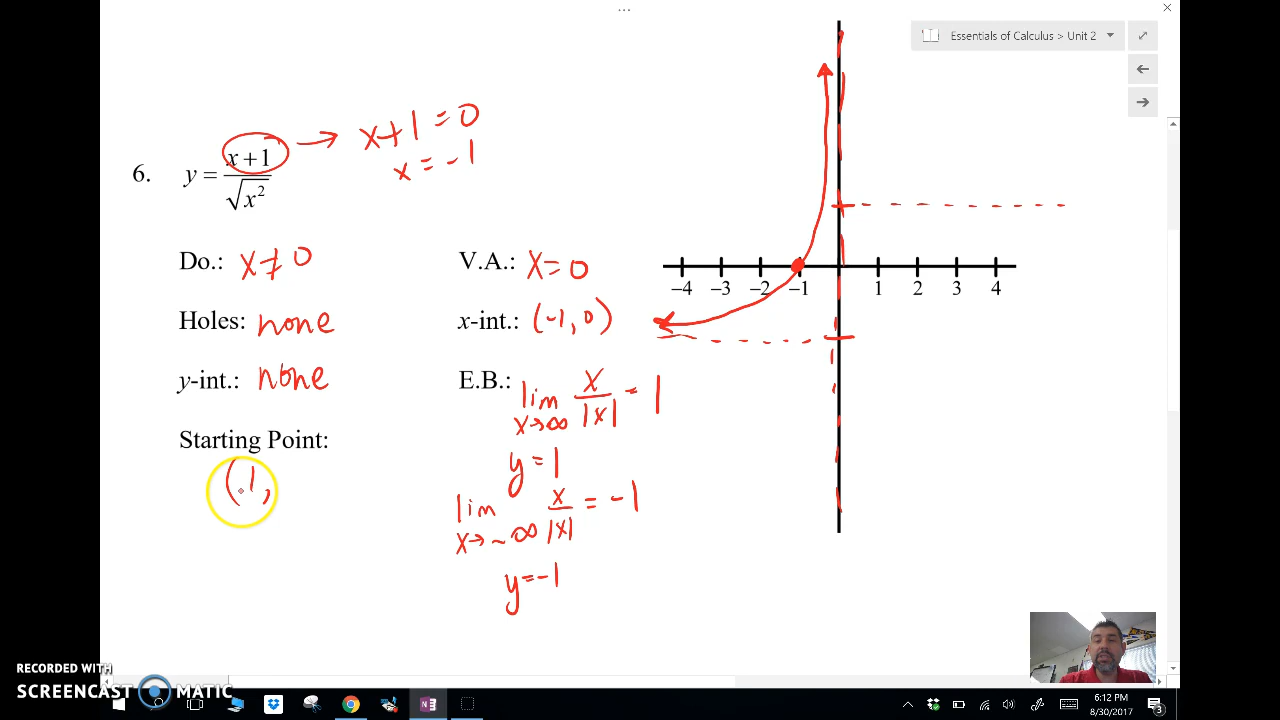 Essentials of Calculus > Unit 2
x+1=0
x=-1
6. y = x+1 / √x²
Do.: x≠0
V.A.: x=0
Holes: none
x-int.: (-1, 0)
y-int.: none
E.B.: lim x→∞ x/|x| = 1
y=1
lim x→-∞ x/|x| = -1
y=-1
Starting Point:
(1,
-4 -3 -2 -1 1 2 3 4
RECORDED WITH
SCREENCAST MATIC
6:12 PM
8/30/2017
3